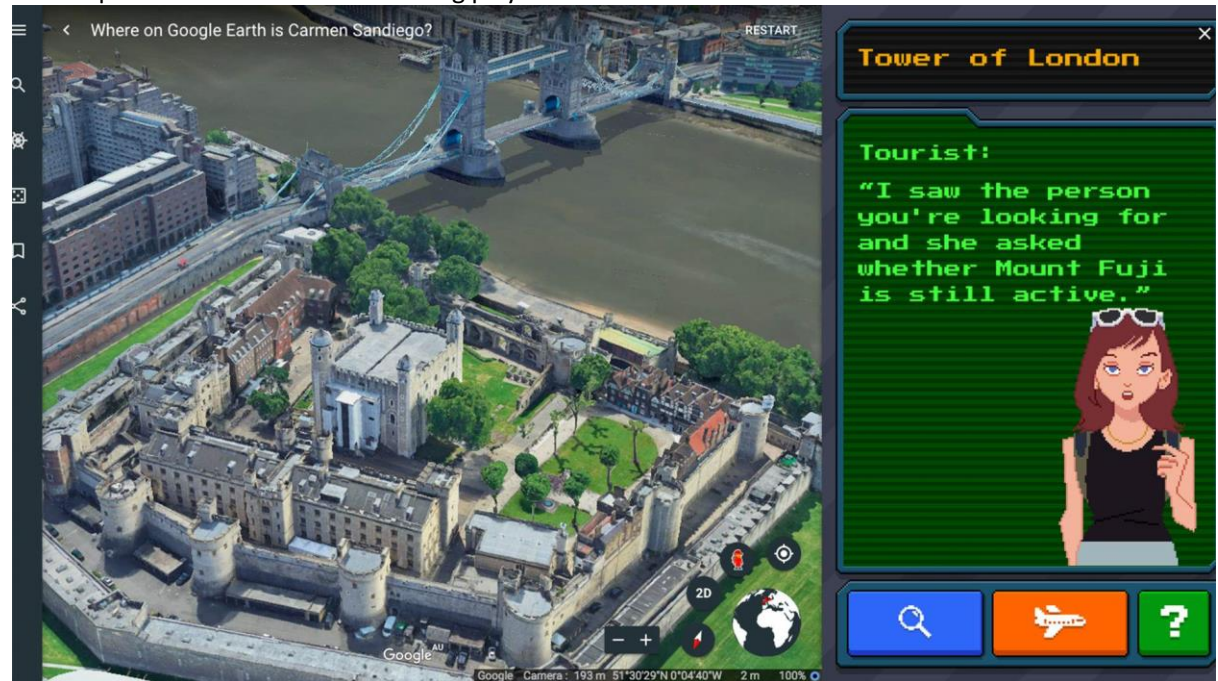 Where on Google Earth is Carmen Sandiego?
RESTART
Tower of London
Tourist:
"I saw the person
you're looking for
and she asked
whether Mount Fuji
is still active."
2D
Google AU
Google Camera: 193 m 51°30'29"N 0°04'40"W 2 m 100%
?